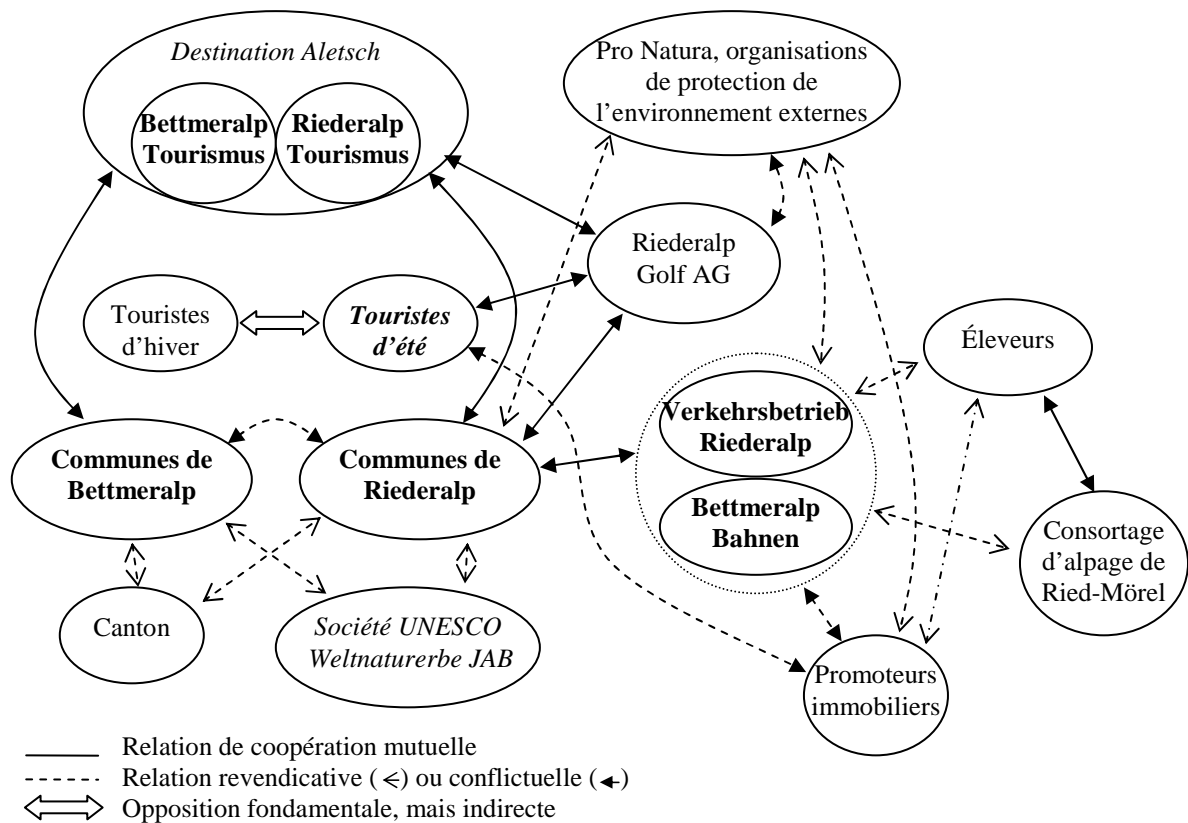 Destination Aletsch
Bettmeralp
Tourismus
Riederalp
Tourismus
Pro Natura, organisations
de protection de
l'environnement externes
Riederalp
Golf AG
Touristes
d'hiver
Touristes
d'été
Éleveurs
Verkehrsbetrieb
Riederalp
Bettmeralp
Bahnen
Communes de
Bettmeralp
Communes de
Riederalp
Consortage
d'alpage de
Ried-Mörel
Canton
Société UNESCO
Weltnaturerbe JAB
Promoteurs
immobiliers
Relation de coopération mutuelle
Relation revendicative (←) ou conflictuelle (←)
Opposition fondamentale, mais indirecte